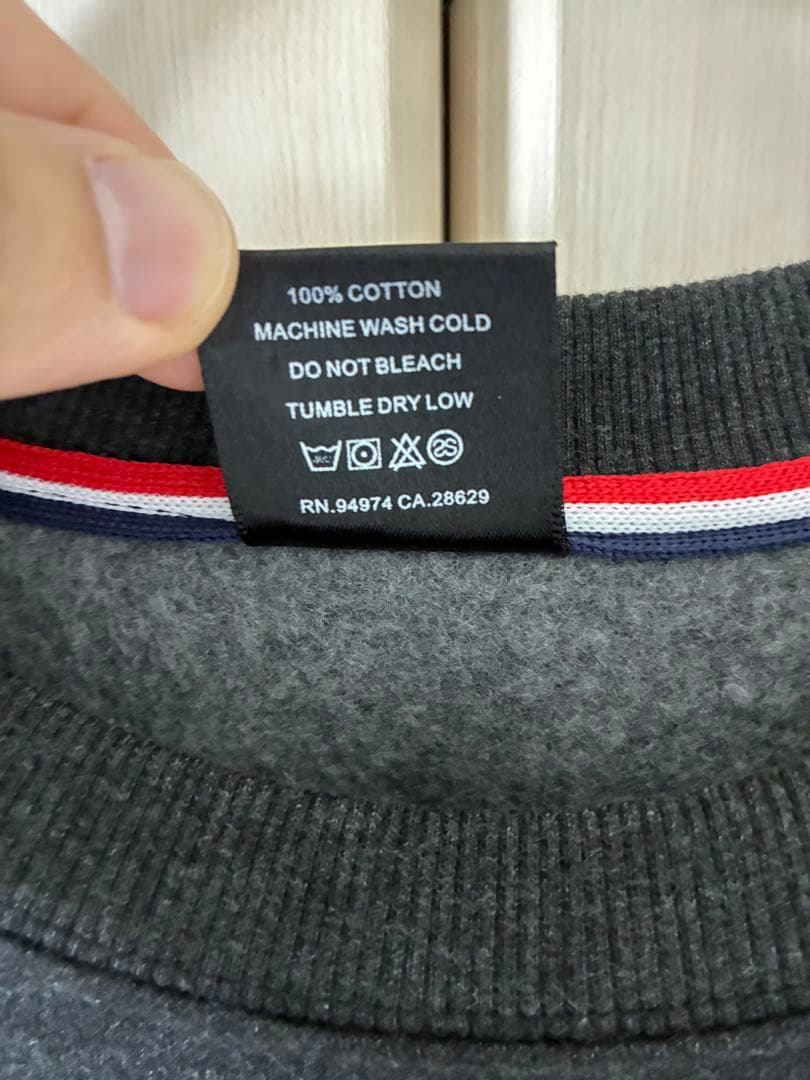 100% COTTON
MACHINE WASH COLD
DO NOT BLEACH
TUMBLE DRY LOW
RN.94974 CA.28629